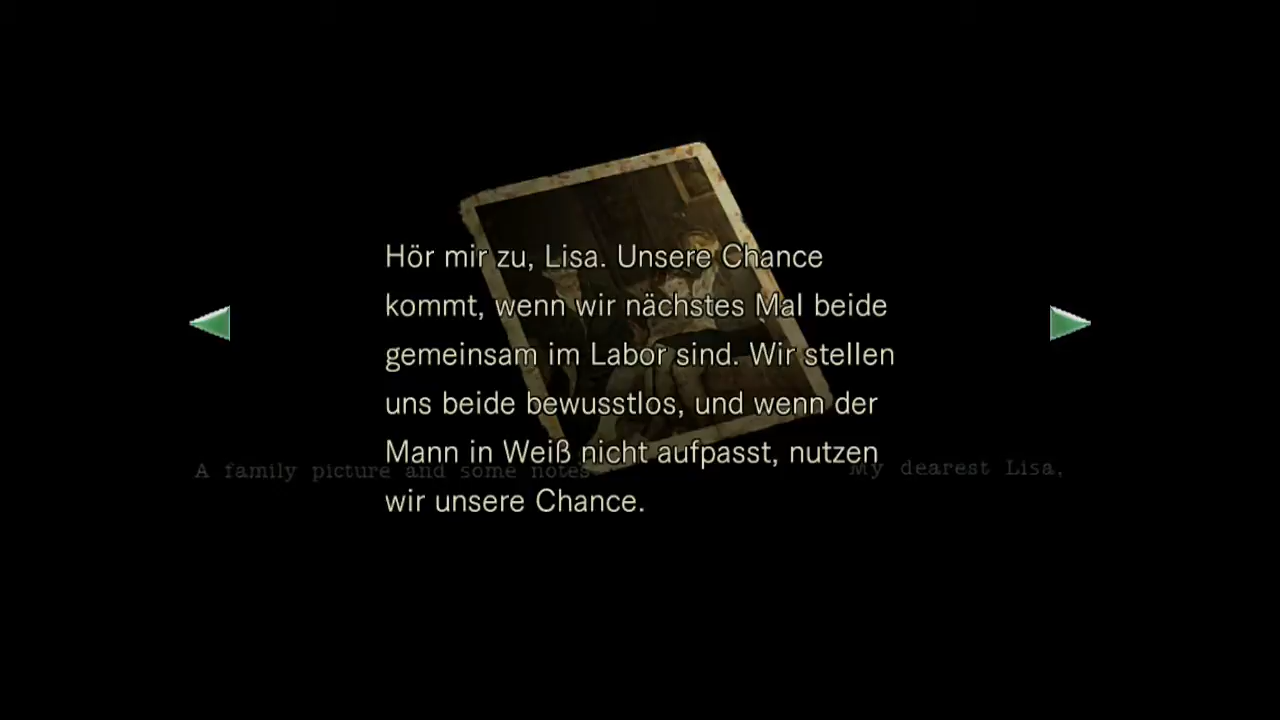 Hör mir zu, Lisa. Unsere Chance
kommt, wenn wir nächstes Mal beide
gemeinsam im Labor sind. Wir stellen
uns beide bewusstlos, und wenn der
Mann in Weiß nicht aufpasst, nutzen
wir unsere Chance.
A family picture and some notes
My dearest Lisa,